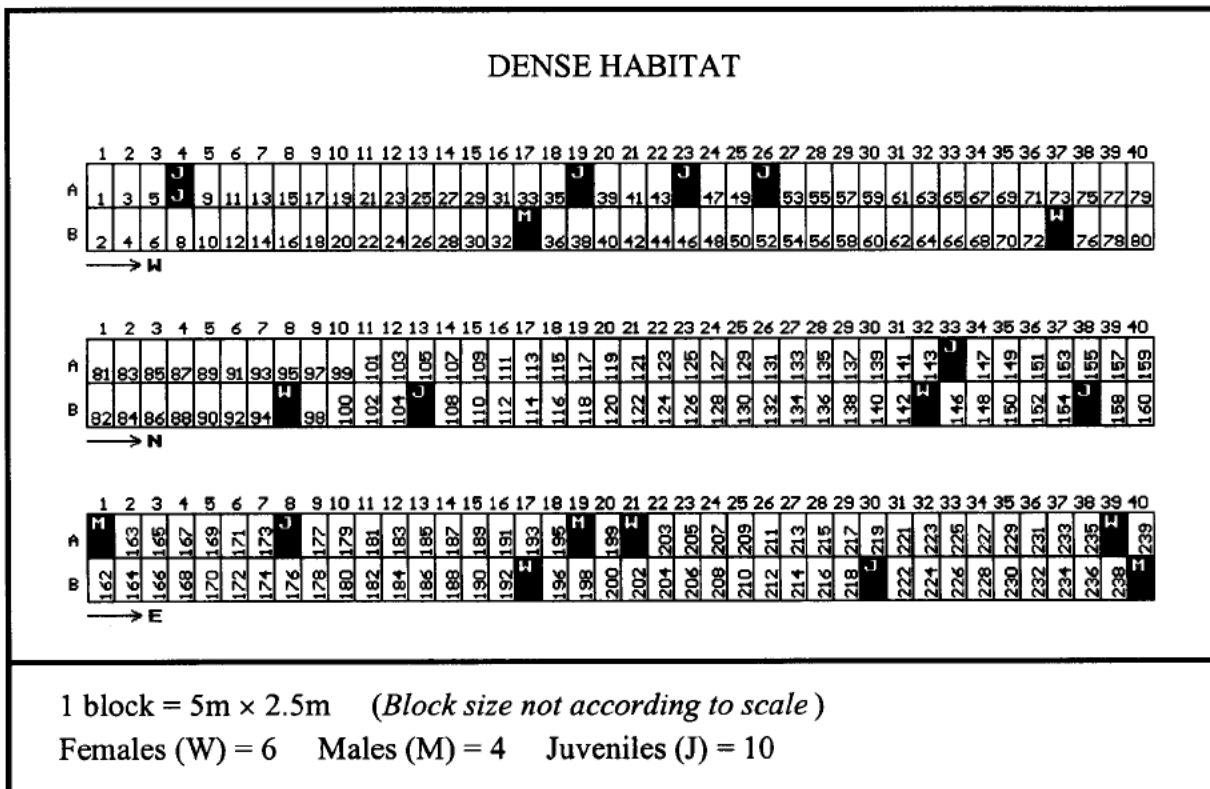 DENSE HABITAT
1 2 3 4 5 6 7 8 9 10 11 12 13 14 15 16 17 18 19 20 21 22 23 24 25 26 27 28 29 30 31 32 33 34 35 36 37 38 39 40
A 1 3 5 J J 9 11 13 15 17 19 21 23 25 27 29 31 33 35 J 39 41 43 J 47 49 J 53 55 57 59 61 63 65 67 69 71 73 75 77 79
B 2 4 6 8 10 12 14 16 18 20 22 24 26 28 30 32 M 36 38 40 42 44 46 48 50 52 54 56 58 60 62 64 66 68 70 72 W 76 78 80
W
1 2 3 4 5 6 7 8 9 10 11 12 13 14 15 16 17 18 19 20 21 22 23 24 25 26 27 28 29 30 31 32 33 34 35 36 37 38 39 40
A 81 83 85 87 89 91 93 95 97 99 101 103 105 107 109 111 113 115 117 119 121 123 125 127 129 131 133 135 137 139 141 143 J 147 149 151 153 155 157 159
B 82 84 86 88 90 92 94 W 98 100 102 104 J 108 110 112 114 116 118 120 122 124 126 128 130 132 134 136 138 140 142 W 146 148 150 152 154 J 158 160
N
1 2 3 4 5 6 7 8 9 10 11 12 13 14 15 16 17 18 19 20 21 22 23 24 25 26 27 28 29 30 31 32 33 34 35 36 37 38 39 40
A M 163 165 167 169 171 173 J 177 179 181 183 185 187 189 191 193 195 M 199 W 203 205 207 209 211 213 215 217 219 221 223 225 227 229 231 233 235 W 239
B 162 164 166 168 170 172 174 176 178 180 182 184 186 188 190 192 W 196 198 200 202 204 206 208 210 212 214 216 218 J 222 224 226 228 230 232 234 236 238 M
E
1 block = 5m × 2.5m (Block size not according to scale)
Females (W) = 6 Males (M) = 4 Juveniles (J) = 10